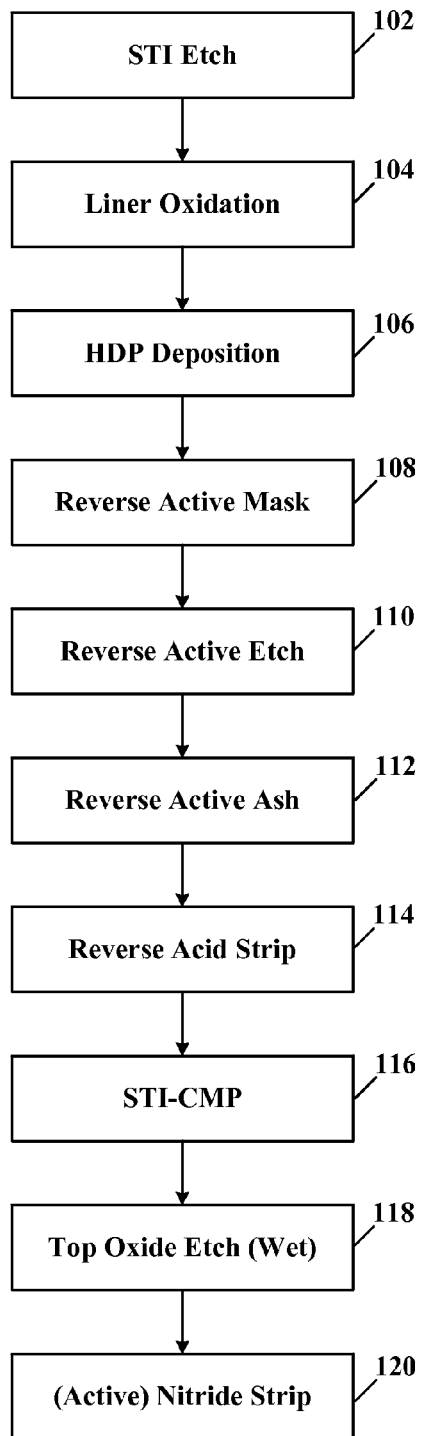 102
STI Etch
104
Liner Oxidation
106
HDP Deposition
108
Reverse Active Mask
110
Reverse Active Etch
112
Reverse Active Ash
114
Reverse Acid Strip
116
STI-CMP
118
Top Oxide Etch (Wet)
120
(Active) Nitride Strip